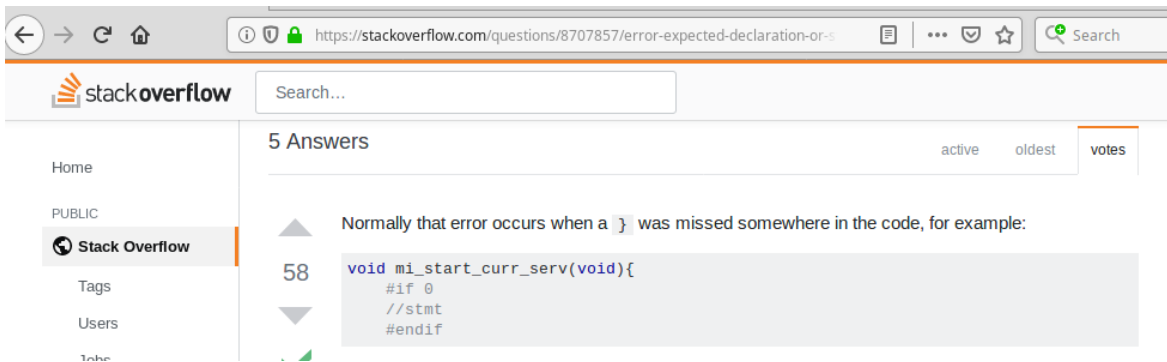 https://stackoverflow.com/questions/8707857/error-expected-declaration-or-s
Search
stackoverflow
Search…
5 Answers
active oldest votes
Home
PUBLIC
Stack Overflow
Tags
Users
Jobs
Normally that error occurs when a } was missed somewhere in the code, for example:
58
void mi_start_curr_serv(void){
    #if 0
    //stmt
    #endif